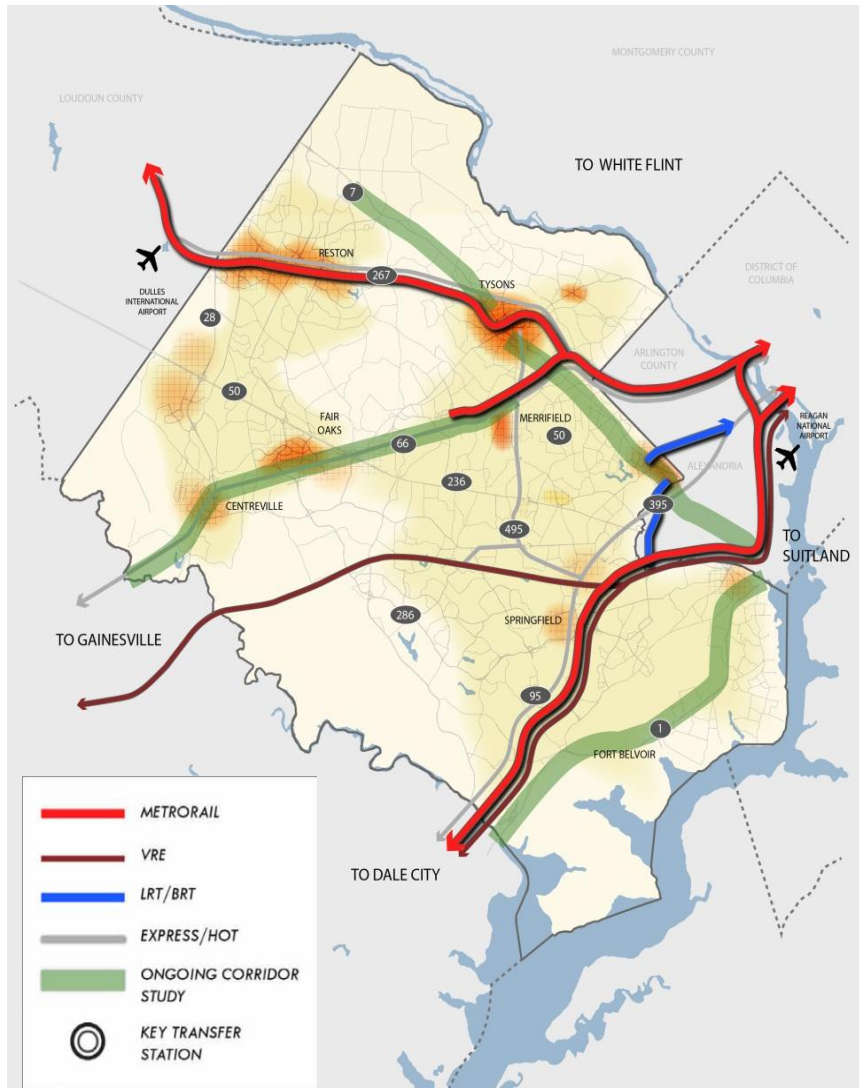 MONTGOMERY COUNTY
LOUDOUN COUNTY
TO WHITE FLINT
7
RESTON
267
TYSONS
DISTRICT OF
COLUMBIA
DULLES
INTERNATIONAL
AIRPORT
28
ARLINGTON
COUNTY
50
FAIR
OAKS
MERRIFIELD
50
REAGAN
NATIONAL
AIRPORT
66
236
ALEXANDRIA
CENTREVILLE
395
495
TO
SUITLAND
286
SPRINGFIELD
TO GAINESVILLE
95
1
FORT BELVOIR
TO DALE CITY
METRORAIL
VRE
LRT/BRT
EXPRESS/HOT
ONGOING CORRIDOR
STUDY
KEY TRANSFER
STATION